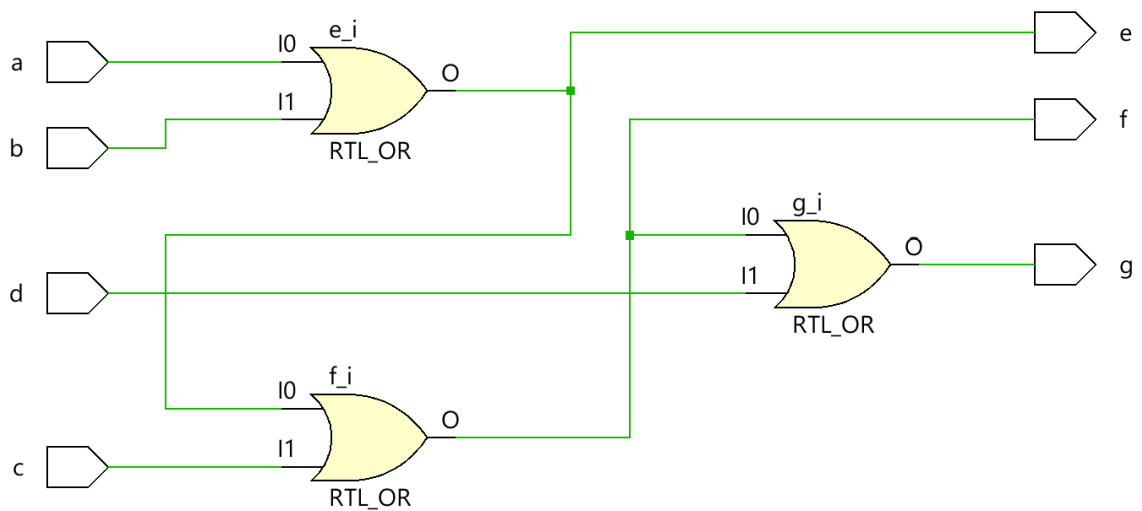 e_i
e
a
I0
O
I1
f
b
RTL_OR
g_i
I0
O
I1
g
d
RTL_OR
f_i
I0
O
I1
c
RTL_OR